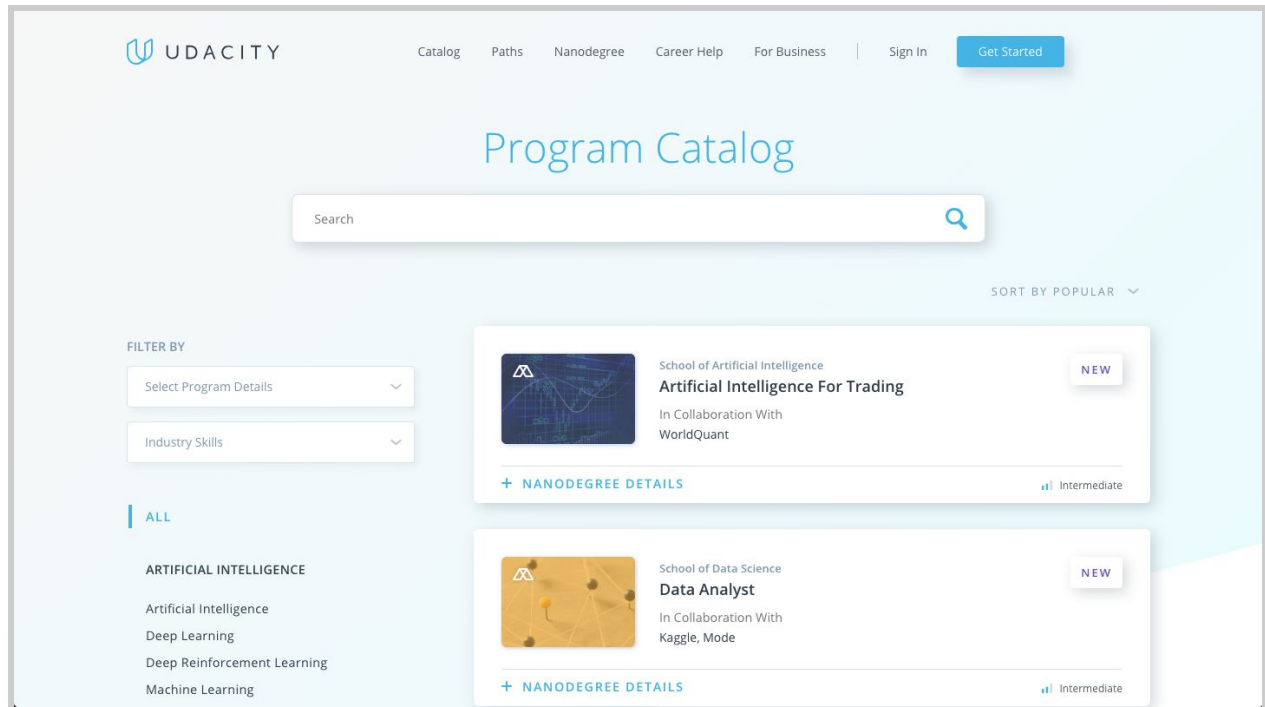 UDACITY
Catalog Paths Nanodegree Career Help For Business Sign In Get Started
Program Catalog
Search
SORT BY POPULAR
FILTER BY
Select Program Details
Industry Skills
ALL
ARTIFICIAL INTELLIGENCE
Artificial Intelligence
Deep Learning
Deep Reinforcement Learning
Machine Learning
School of Artificial Intelligence
Artificial Intelligence For Trading
In Collaboration With
WorldQuant
NEW
+ NANODEGREE DETAILS
Intermediate
School of Data Science
Data Analyst
In Collaboration With
Kaggle, Mode
NEW
+ NANODEGREE DETAILS
Intermediate